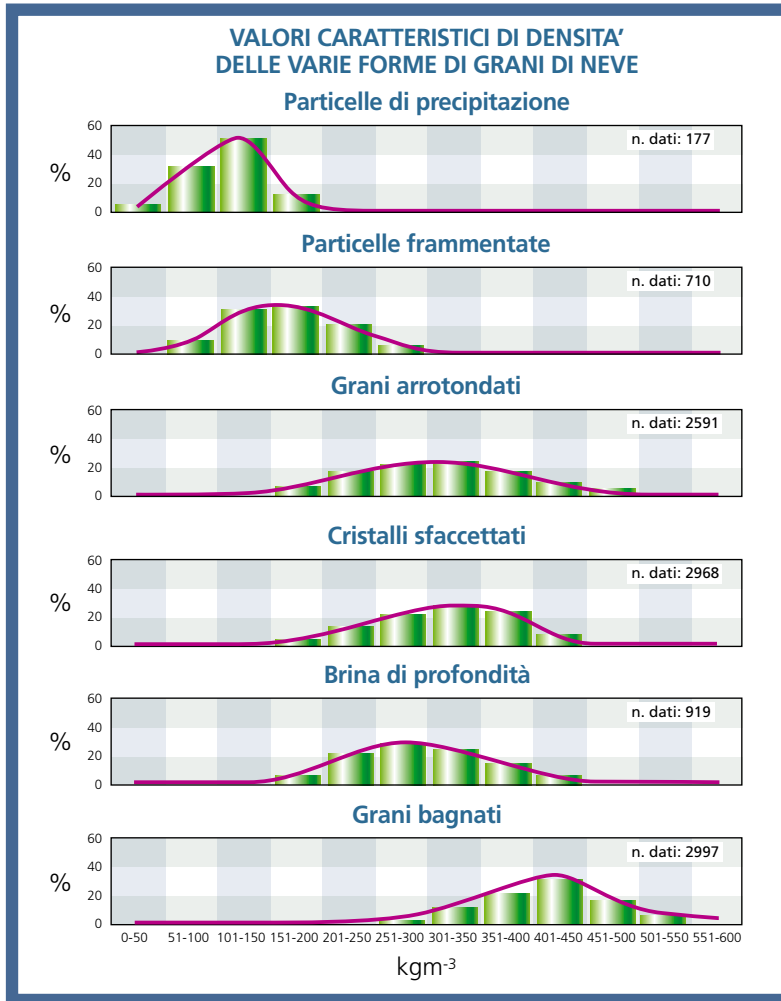 VALORI CARATTERISTICI DI DENSITA'
DELLE VARIE FORME DI GRANI DI NEVE
Particelle di precipitazione
60
40
20
0
%
n. dati: 177
Particelle frammentate
60
40
20
0
%
n. dati: 710
Grani arrotondati
60
40
20
0
%
n. dati: 2591
Cristalli sfaccettati
60
40
20
0
%
n. dati: 2968
Brina di profondità
60
40
20
0
%
n. dati: 919
Grani bagnati
60
40
20
0
%
n. dati: 2997
0-50 51-100 101-150 151-200 201-250 251-300 301-350 351-400 401-450 451-500 501-550 551-600
kgm-3